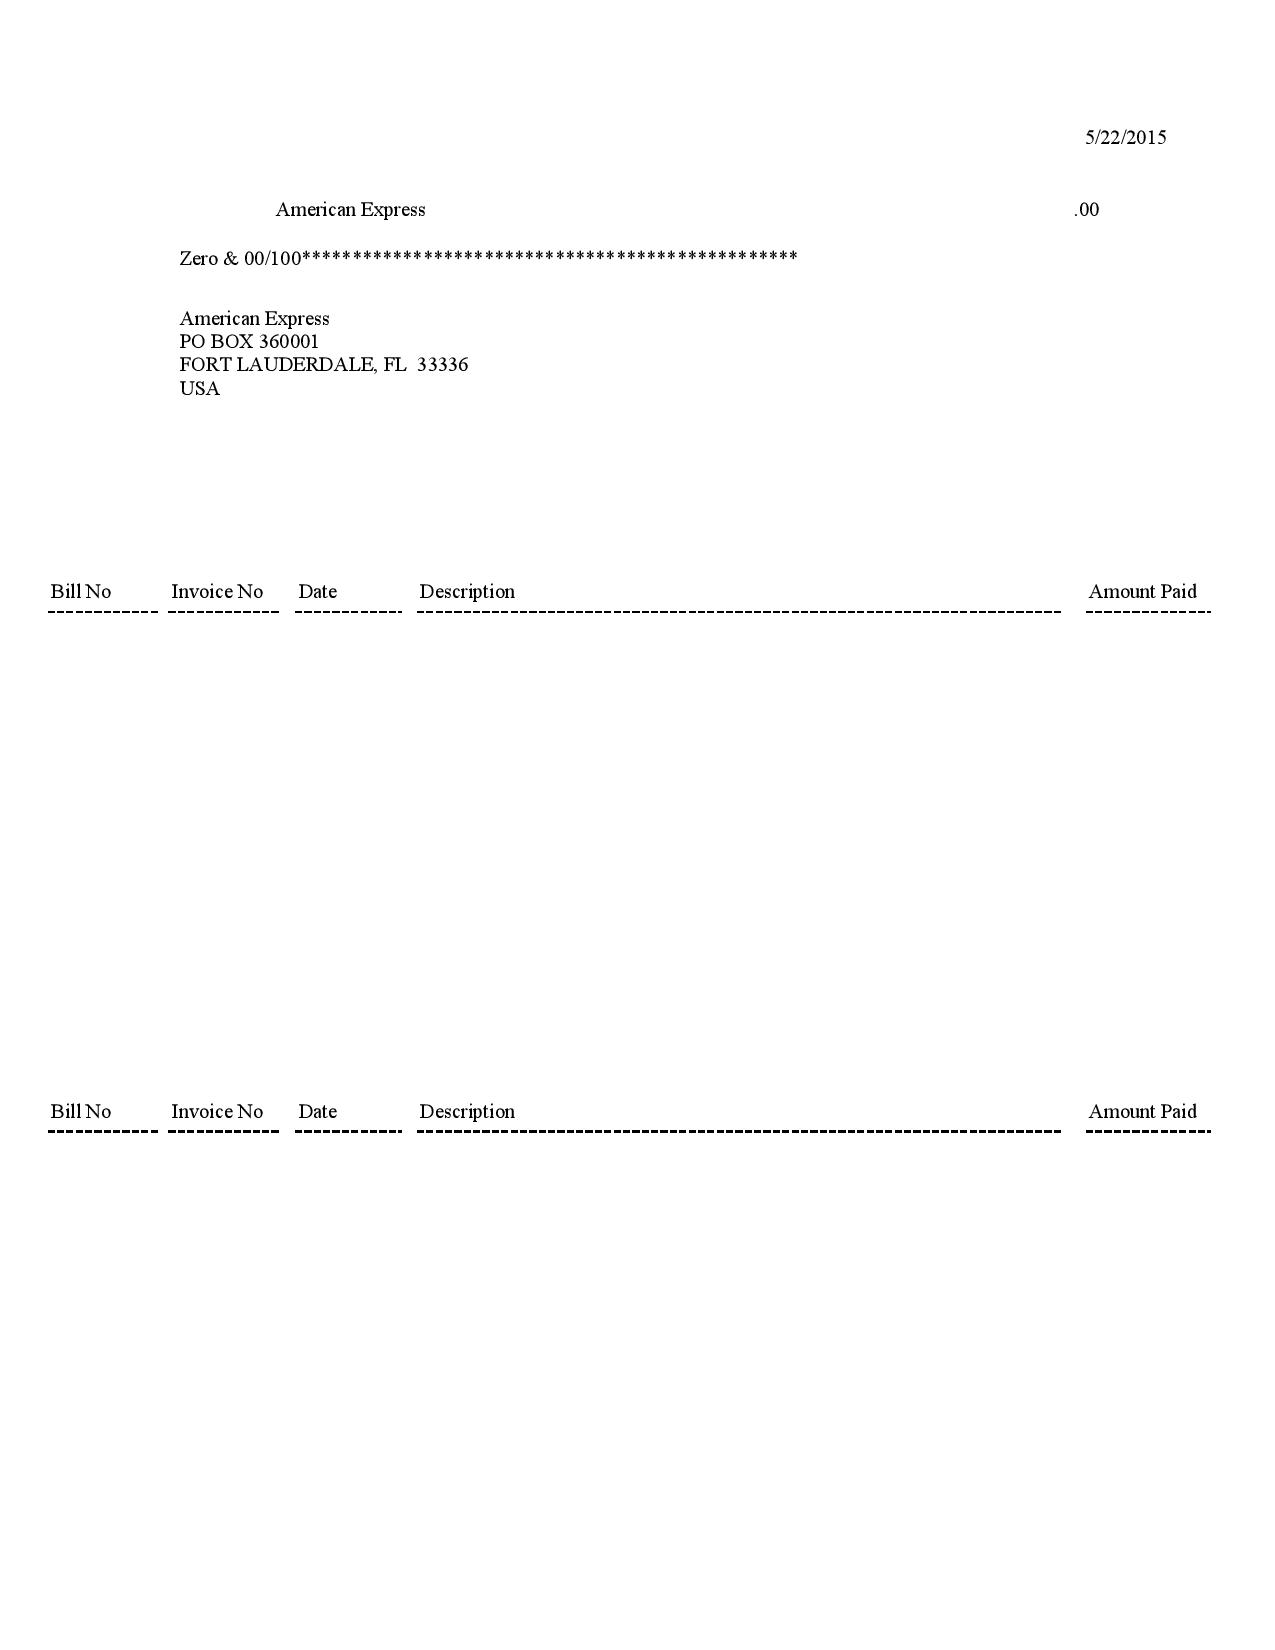 5/22/2015
American Express .00
Zero & 00/100*************************************************
American Express
PO BOX 360001
FORT LAUDERDALE, FL 33336
USA
Bill No Invoice No Date Description Amount Paid
Bill No Invoice No Date Description Amount Paid